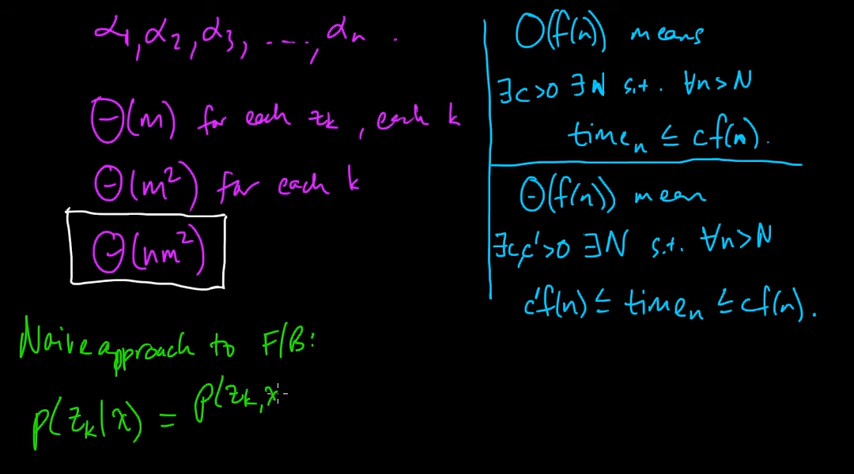 α₁, α₂, α₃, ...., αₙ .
Θ(m) for each zₖ , each k
Θ(m²) for each k
Θ(nm²)
Naive approach to F/B:
p(zₖ|x) = p(zₖ, x
O(f(n)) means
∃c>0 ∃N s.t. ∀n>N
timeₙ ≤ cf(n).
Θ(f(n)) mean
∃c,c'>0 ∃N s.t. ∀n>N
c'f(n) ≤ timeₙ ≤ cf(n).